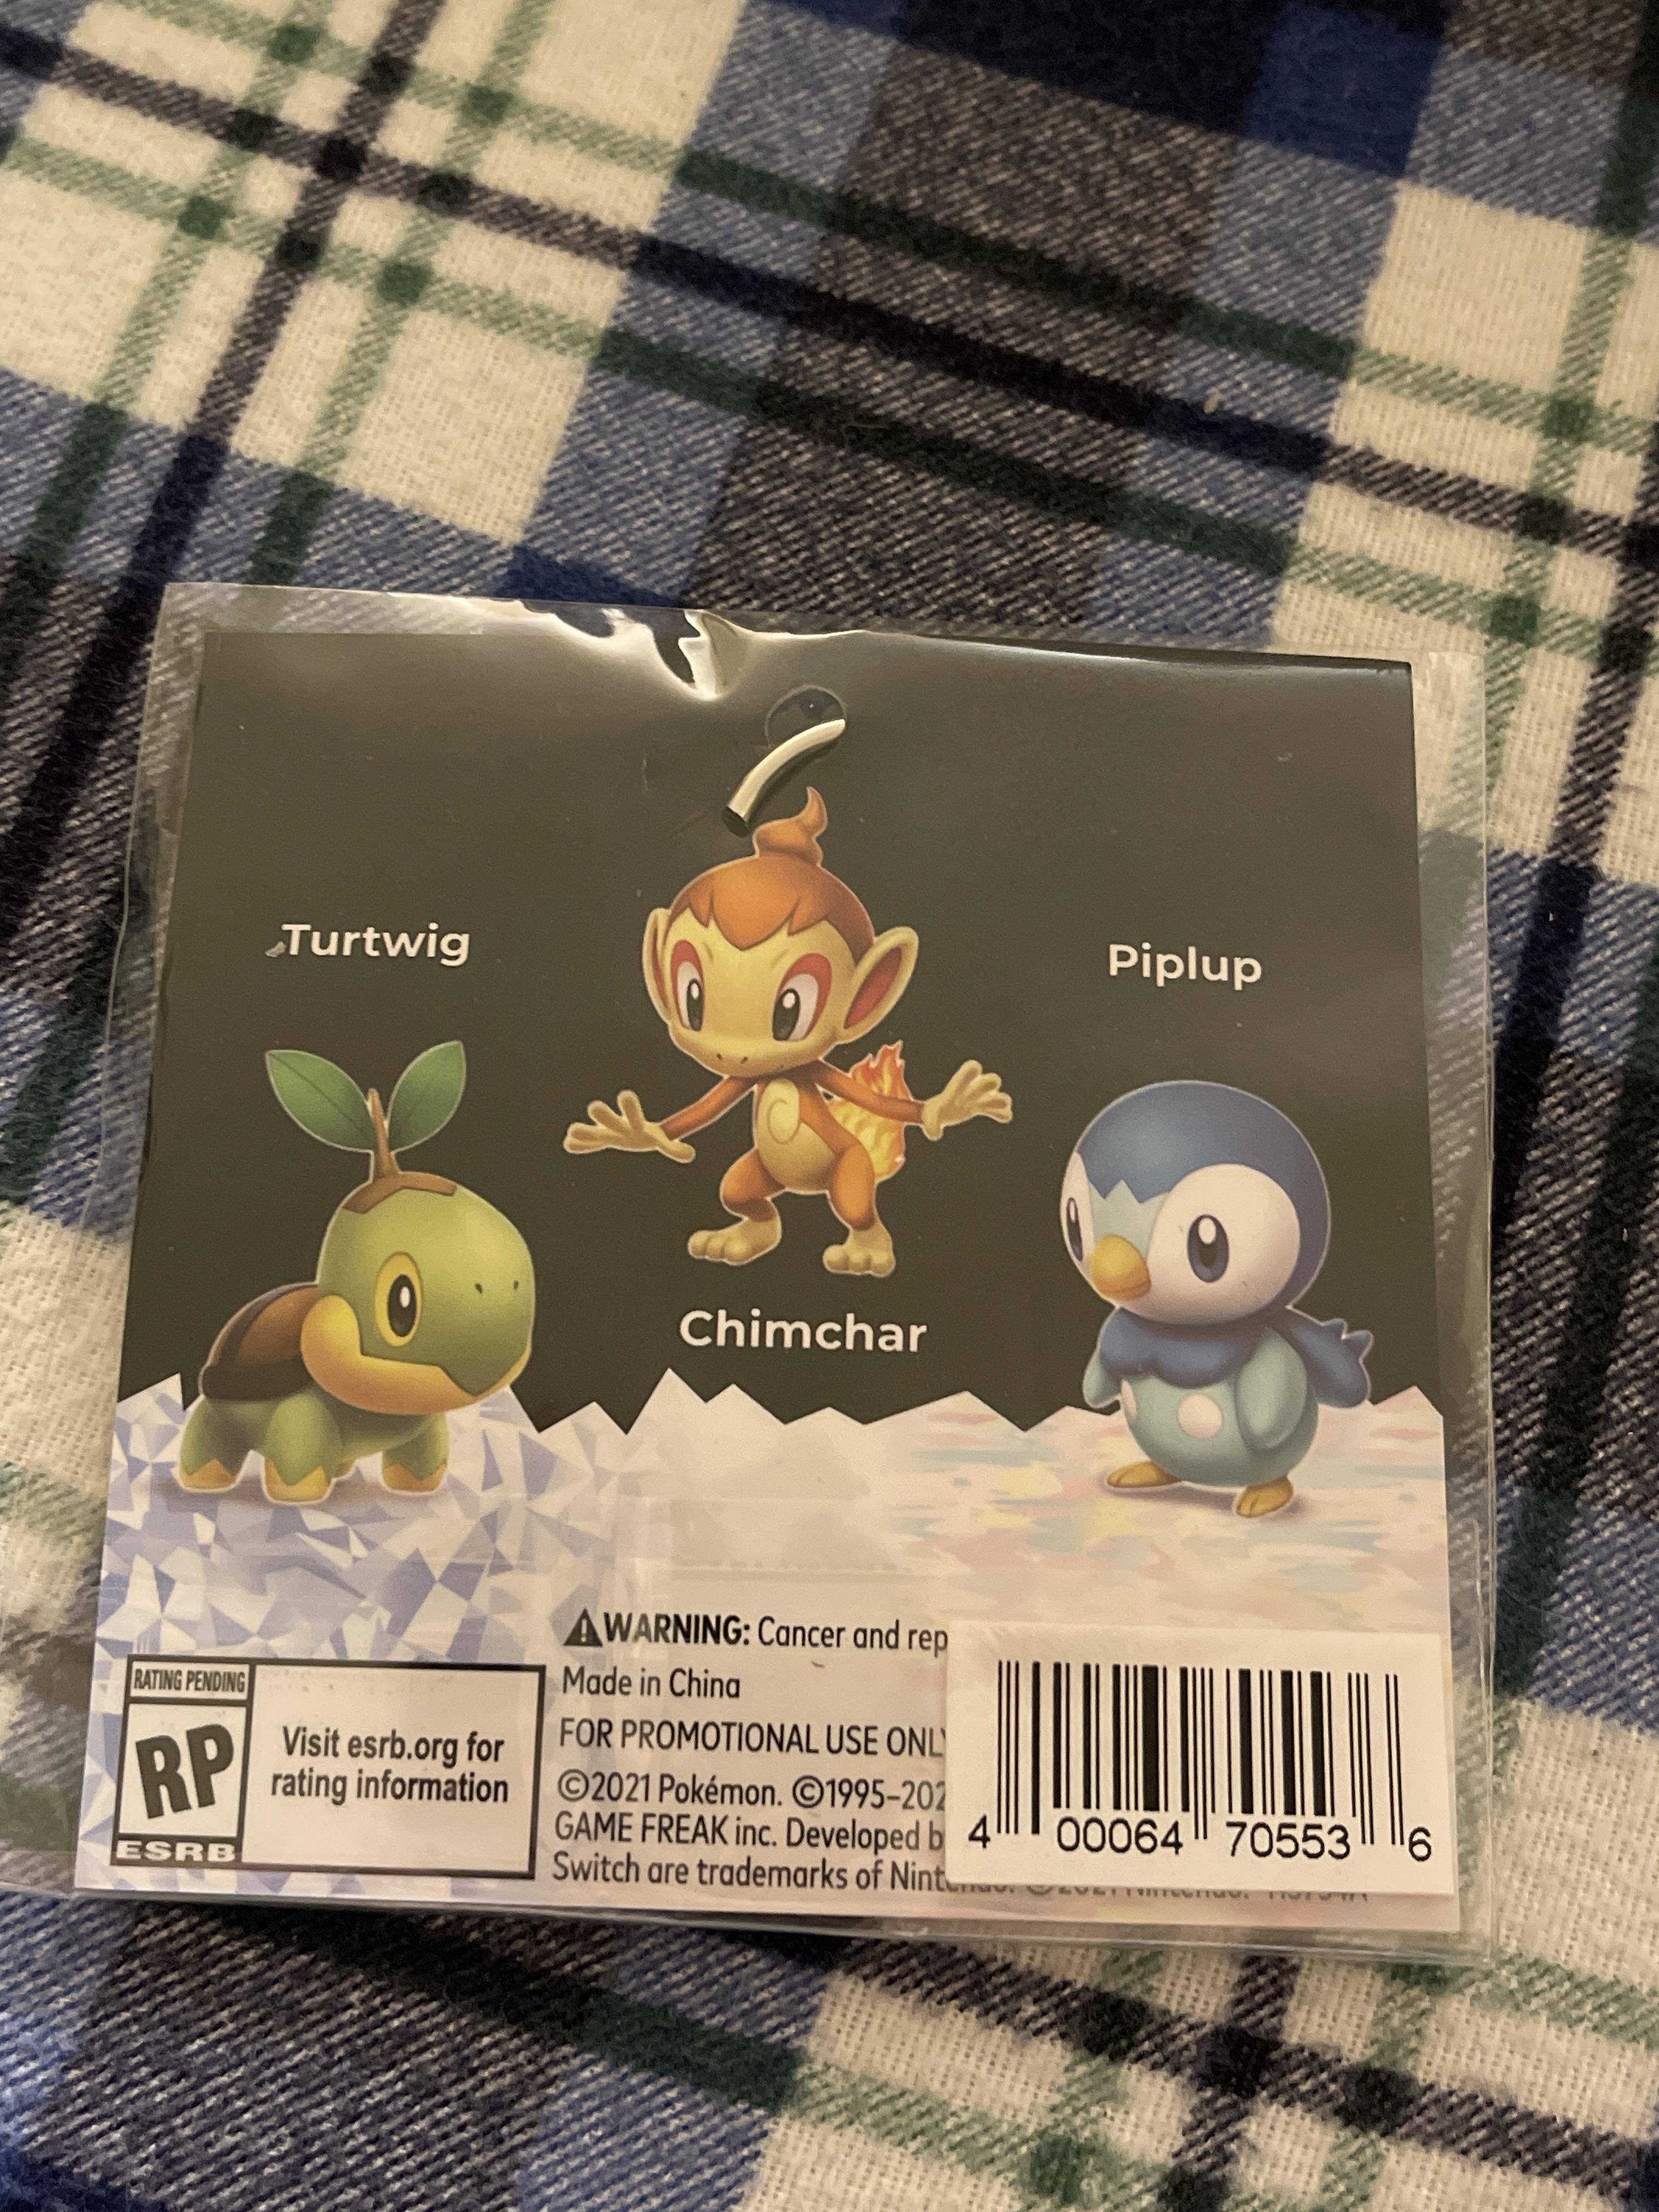 Turtwig
Piplup
Chimchar
WARNING: Cancer and rep
Made in China
FOR PROMOTIONAL USE ONL
©2021 Pokémon. ©1995–202
GAME FREAK inc. Developed b
Switch are trademarks of Nint
RATING PENDING
RP
ESRB
Visit esrb.org for
rating information
4 00064 70553 6